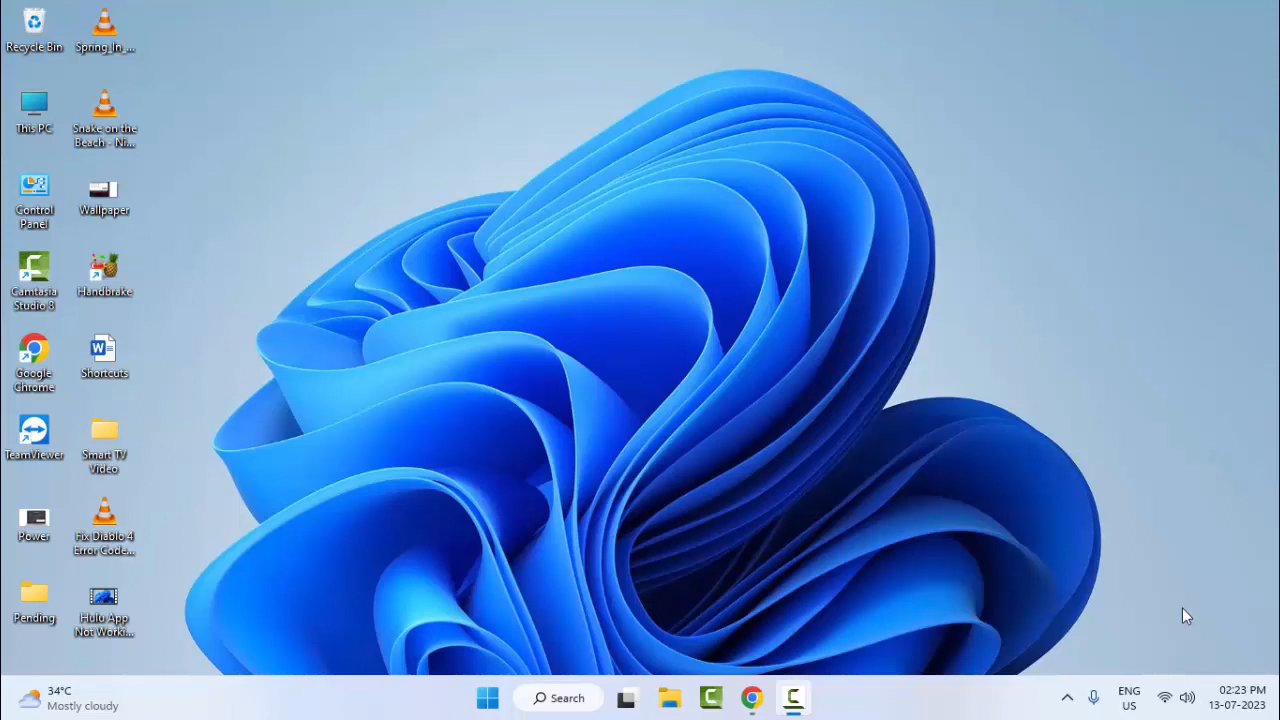 Recycle Bin
Spring_In_...
This PC
Snake on the
Beach - Ni...
Control
Panel
Wallpaper
Camtasia
Studio 8
Handbrake
Google
Chrome
Shortcuts
TeamViewer
Smart TV
Video
Power
Fix Diablo 4
Error Code...
Pending
Hulu App
Not Worki...
34°C
Mostly cloudy
Search
ENG
US
02:23 PM
13-07-2023